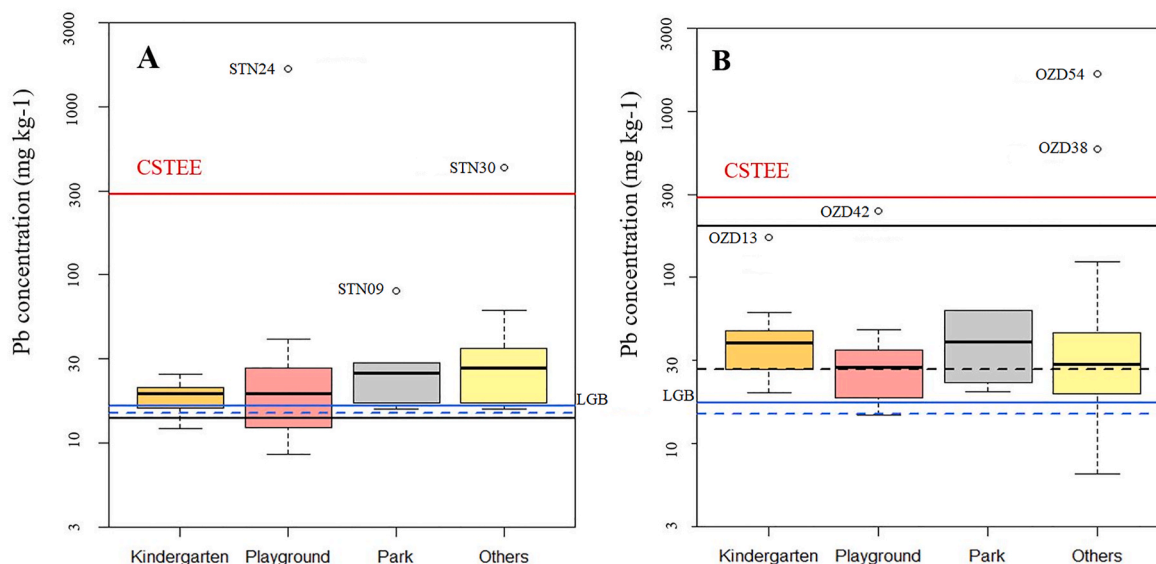 A
Pb concentration (mg kg-1)
3000
1000
300
100
30
10
3
STN24
STN30
CSTEE
STN09
LGB
Kindergarten
Playground
Park
Others
B
Pb concentration (mg kg-1)
3000
1000
300
100
30
10
3
OZD54
OZD38
CSTEE
OZD42
OZD13
LGB
Kindergarten
Playground
Park
Others